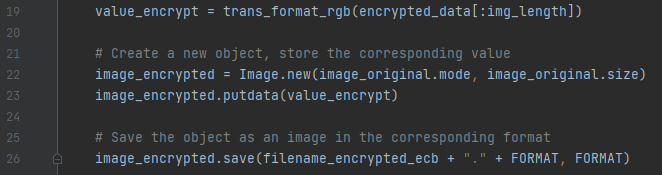 19 value_encrypt = trans_format_rgb(encrypted_data[:img_length])
20
21 # Create a new object, store the corresponding value
22 image_encrypted = Image.new(image_original.mode, image_original.size)
23 image_encrypted.putdata(value_encrypt)
24
25 # Save the object as an image in the corresponding format
26 image_encrypted.save(filename_encrypted_ecb + "." + FORMAT, FORMAT)